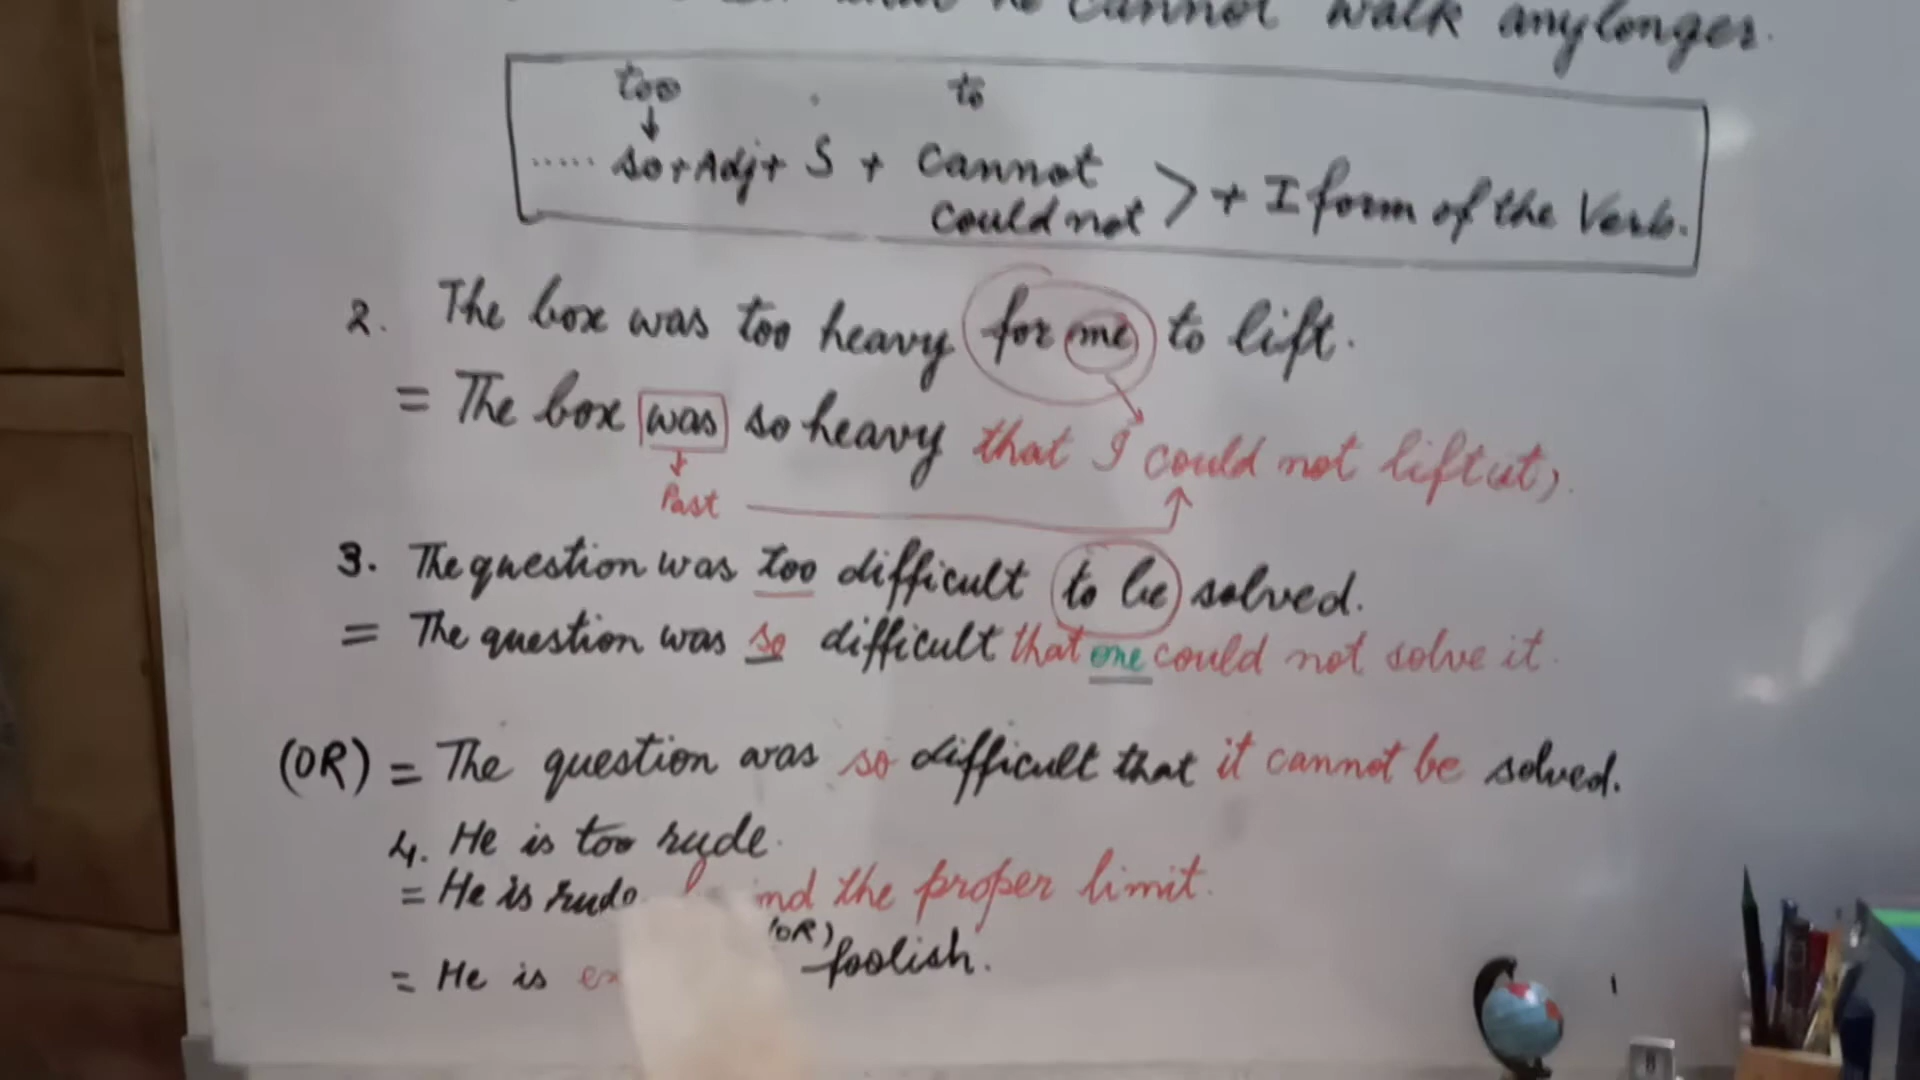 cannot walk anylonger.
too to
..... so + Adj + S + cannot > + I form of the Verb.
could not
2. The box was too heavy for me to lift.
= The box was so heavy that I could not lift it).
Past
3. The question was too difficult to be solved.
= The question was so difficult that one could not solve it.
(OR) = The question was so difficult that it cannot be solved.
4. He is too rude.
= He is rude the proper limit.
(OR)
= He is foolish.